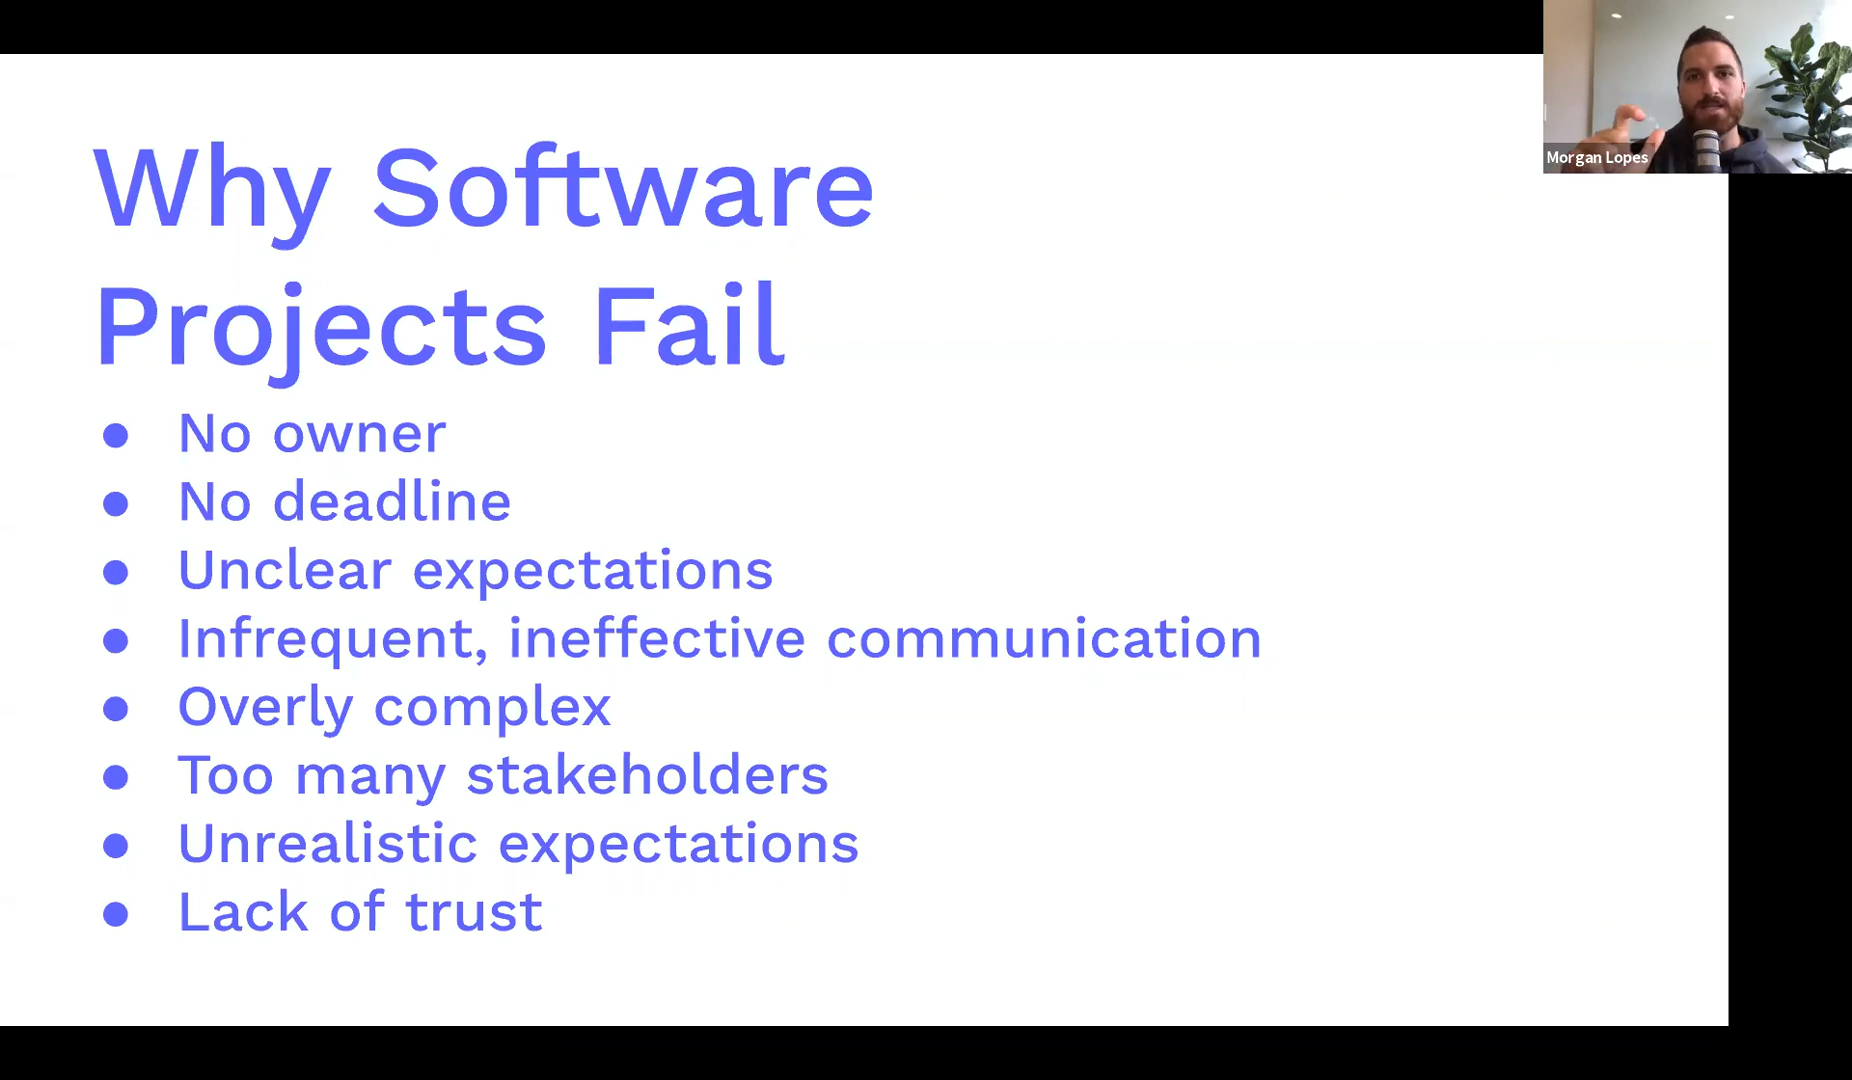 Why Software
Projects Fail
● No owner
● No deadline
● Unclear expectations
● Infrequent, ineffective communication
● Overly complex
● Too many stakeholders
● Unrealistic expectations
● Lack of trust
Morgan Lopes